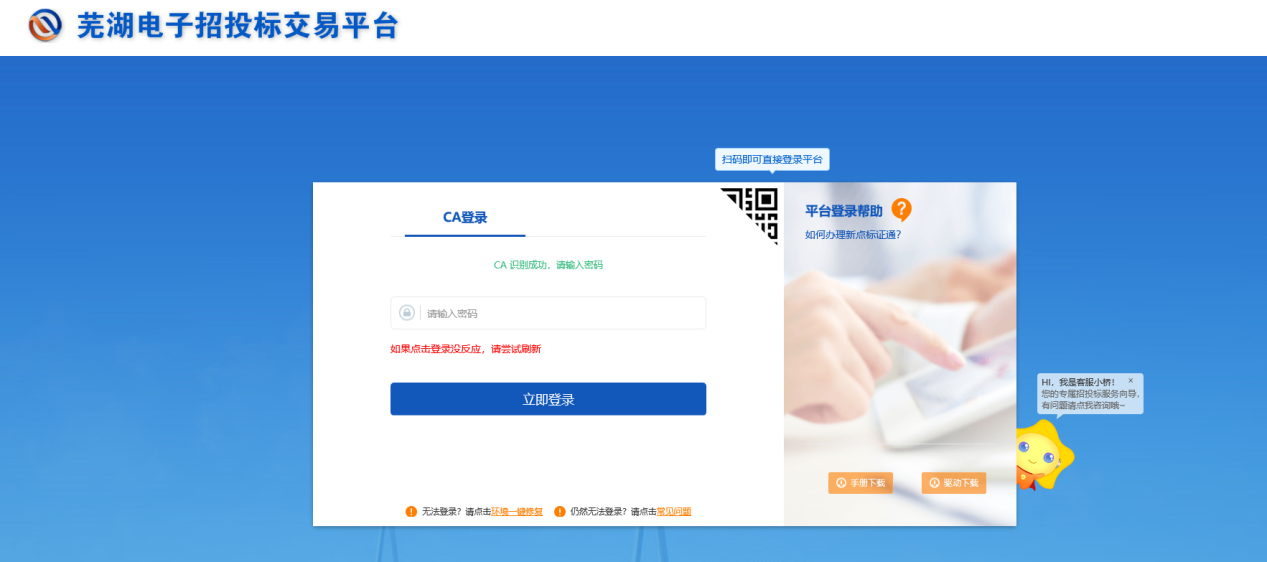 芜湖电子招投标交易平台
扫码即可直接登录平台
CA登录
CA 识别成功，请输入密码
请输入密码
如果点击登录没反应，请尝试刷新
立即登录
无法登录？请点击环境一键修复 仍然无法登录？请点击常见问题
平台登录帮助
如何办理新点标证通？
手册下载 驱动下载
HI，我是客服小桥！ ×
您的专属招投标服务向导，
有问题请点我咨询哦~